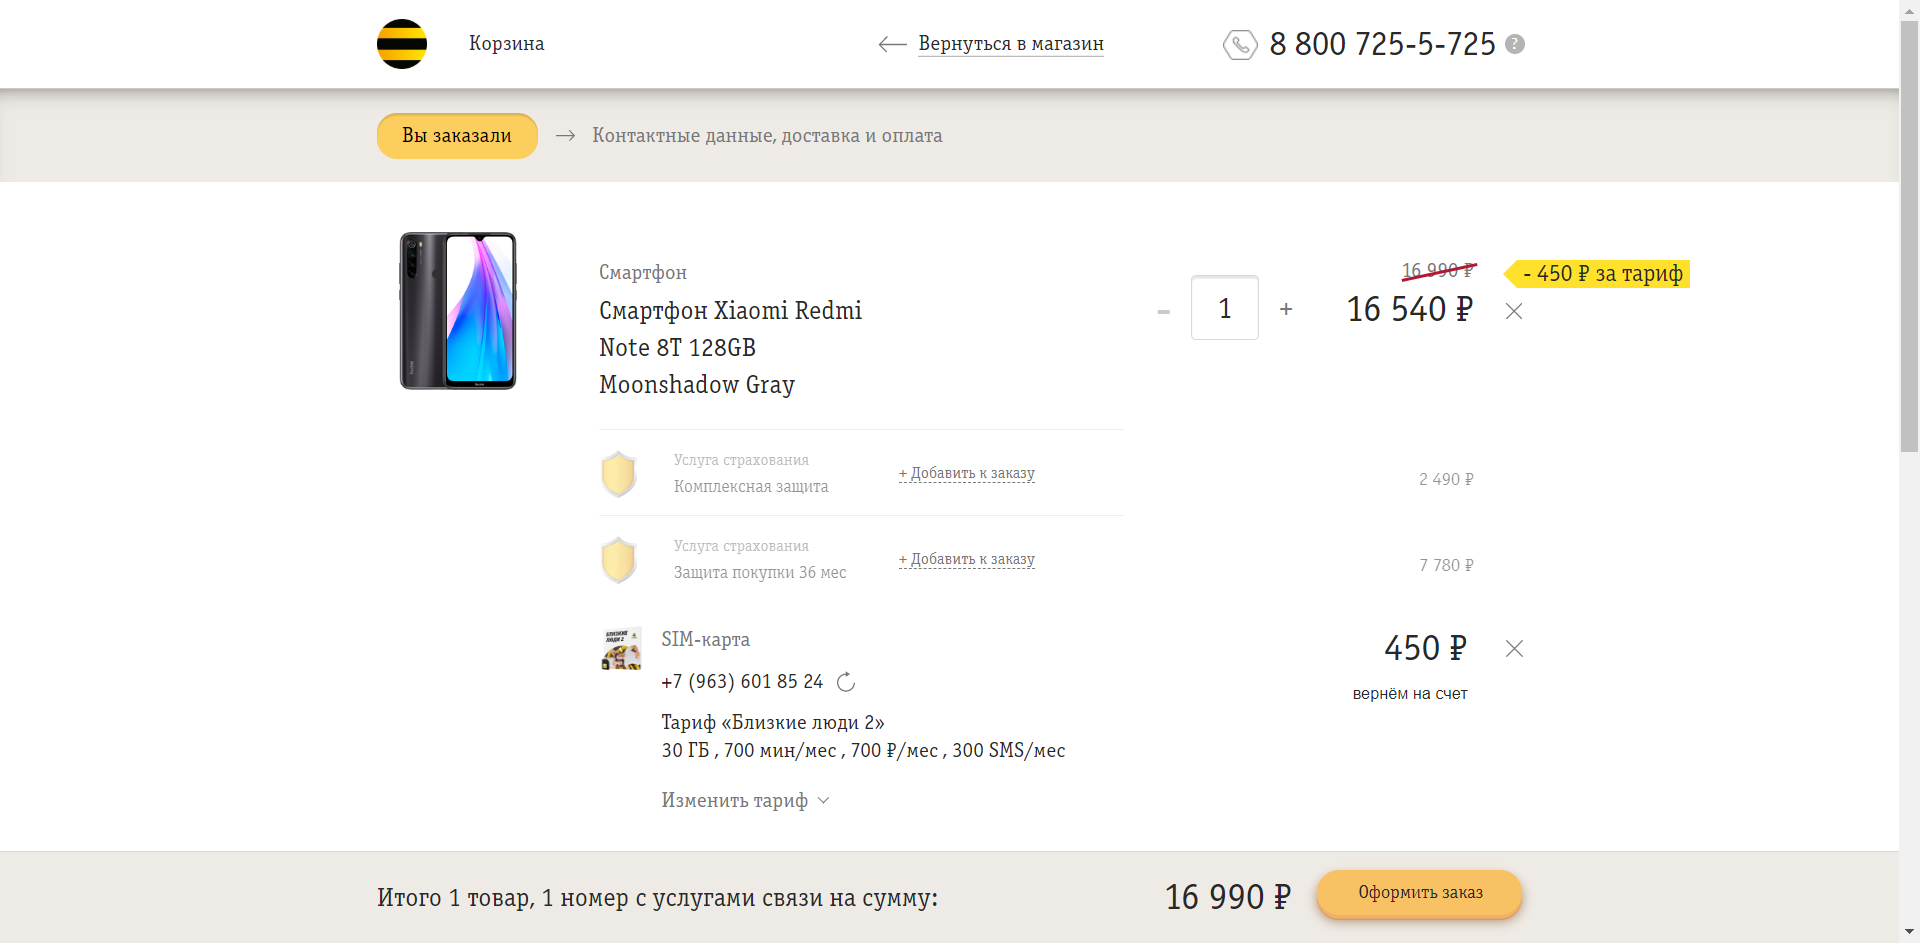 Корзина
Вернуться в магазин
8 800 725-5-725 ?
Вы заказали
Контактные данные, доставка и оплата
Смартфон
Смартфон Xiaomi Redmi
Note 8T 128GB
Moonshadow Gray
1
16 990 ₽
- 450 ₽ за тариф
16 540 ₽
Услуга страхования
Комплексная защита
+ Добавить к заказу
2 490 ₽
Услуга страхования
Защита покупки 36 мес
+ Добавить к заказу
7 780 ₽
БЛИЗКИЕ
ЛЮДИ 2
SIM-карта
+7 (963) 601 85 24
450 ₽
вернём на счет
Тариф «Близкие люди 2»
30 ГБ , 700 мин/мес , 700 ₽/мес , 300 SMS/мес
Изменить тариф
Итого 1 товар, 1 номер с услугами связи на сумму:
16 990 ₽
Оформить заказ